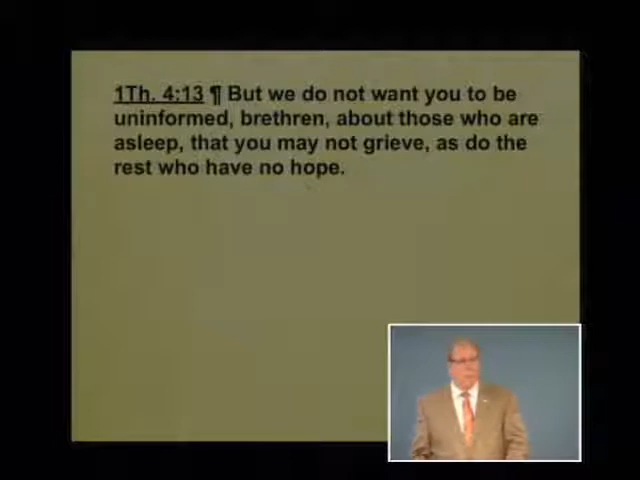 1Th. 4:13 ¶ But we do not want you to be
uninformed, brethren, about those who are
asleep, that you may not grieve, as do the
rest who have no hope.